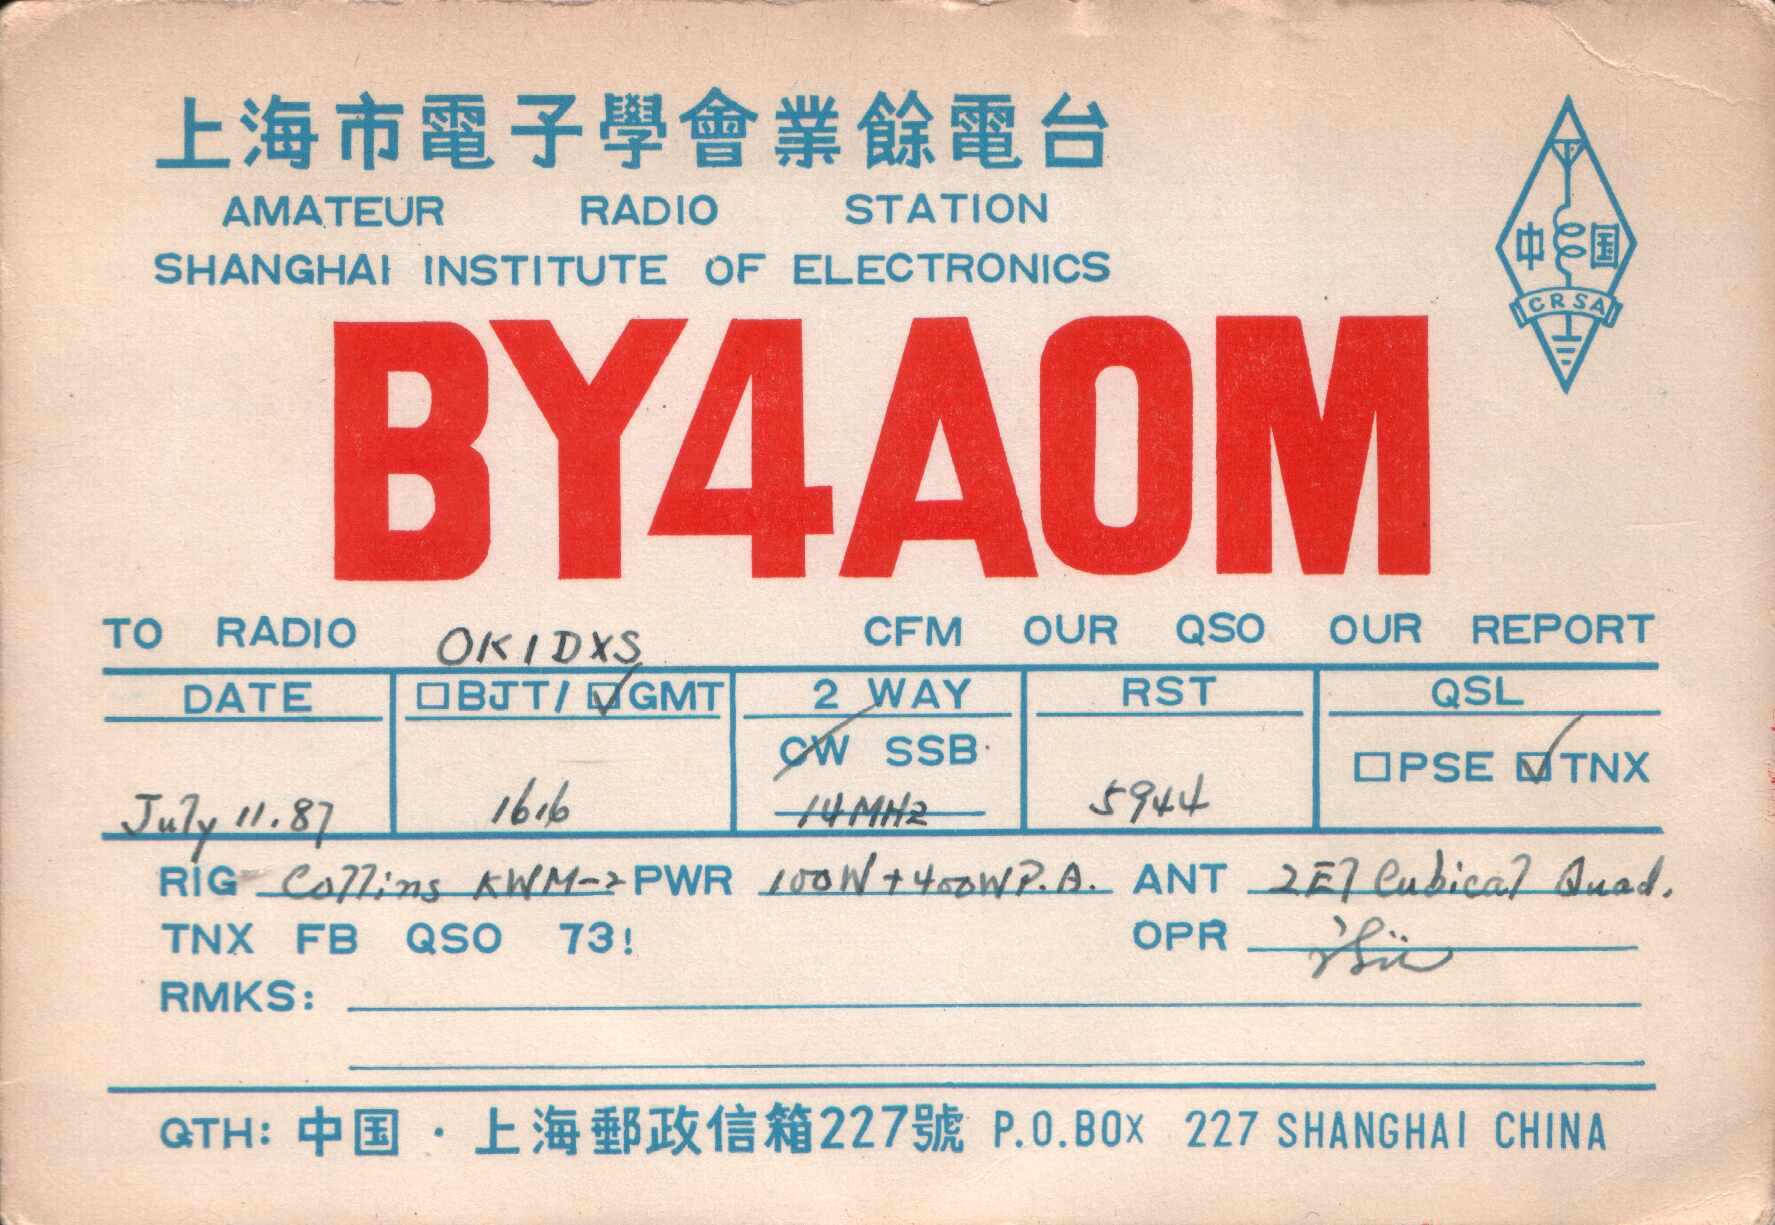 上海市電子學會業餘電台
AMATEUR RADIO STATION
SHANGHAI INSTITUTE OF ELECTRONICS
中国
CRSA
BY4AOM
TO RADIO OK1DXS CFM OUR QSO OUR REPORT
DATE □BJT/ ☑GMT 2 WAY RST QSL
CW SSB □PSE ☑TNX
July 11.87 1616 14MHz 5944
RIG Collins KWM-2 PWR 100W+400W P.A. ANT 2El Cubical Quad.
TNX FB QSO 73! OPR
RMKS:
QTH: 中国·上海郵政信箱227號 P.O.BOX 227 SHANGHAI CHINA